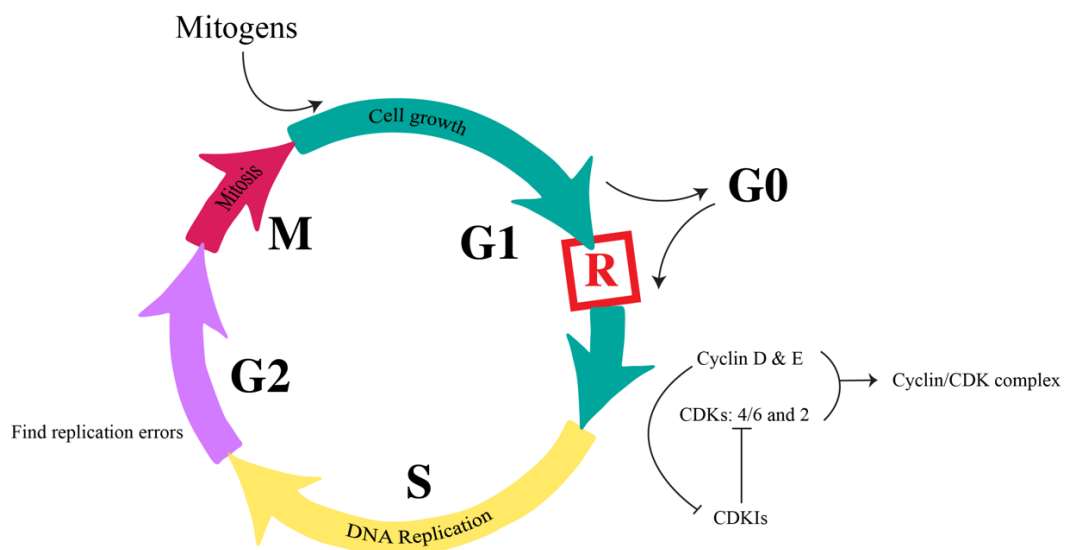 Mitogens
Cell growth
G0
Mitosis
M
G1
R
Cyclin D & E
Cyclin/CDK complex
G2
CDKs: 4/6 and 2
Find replication errors
S
CDKIs
DNA Replication